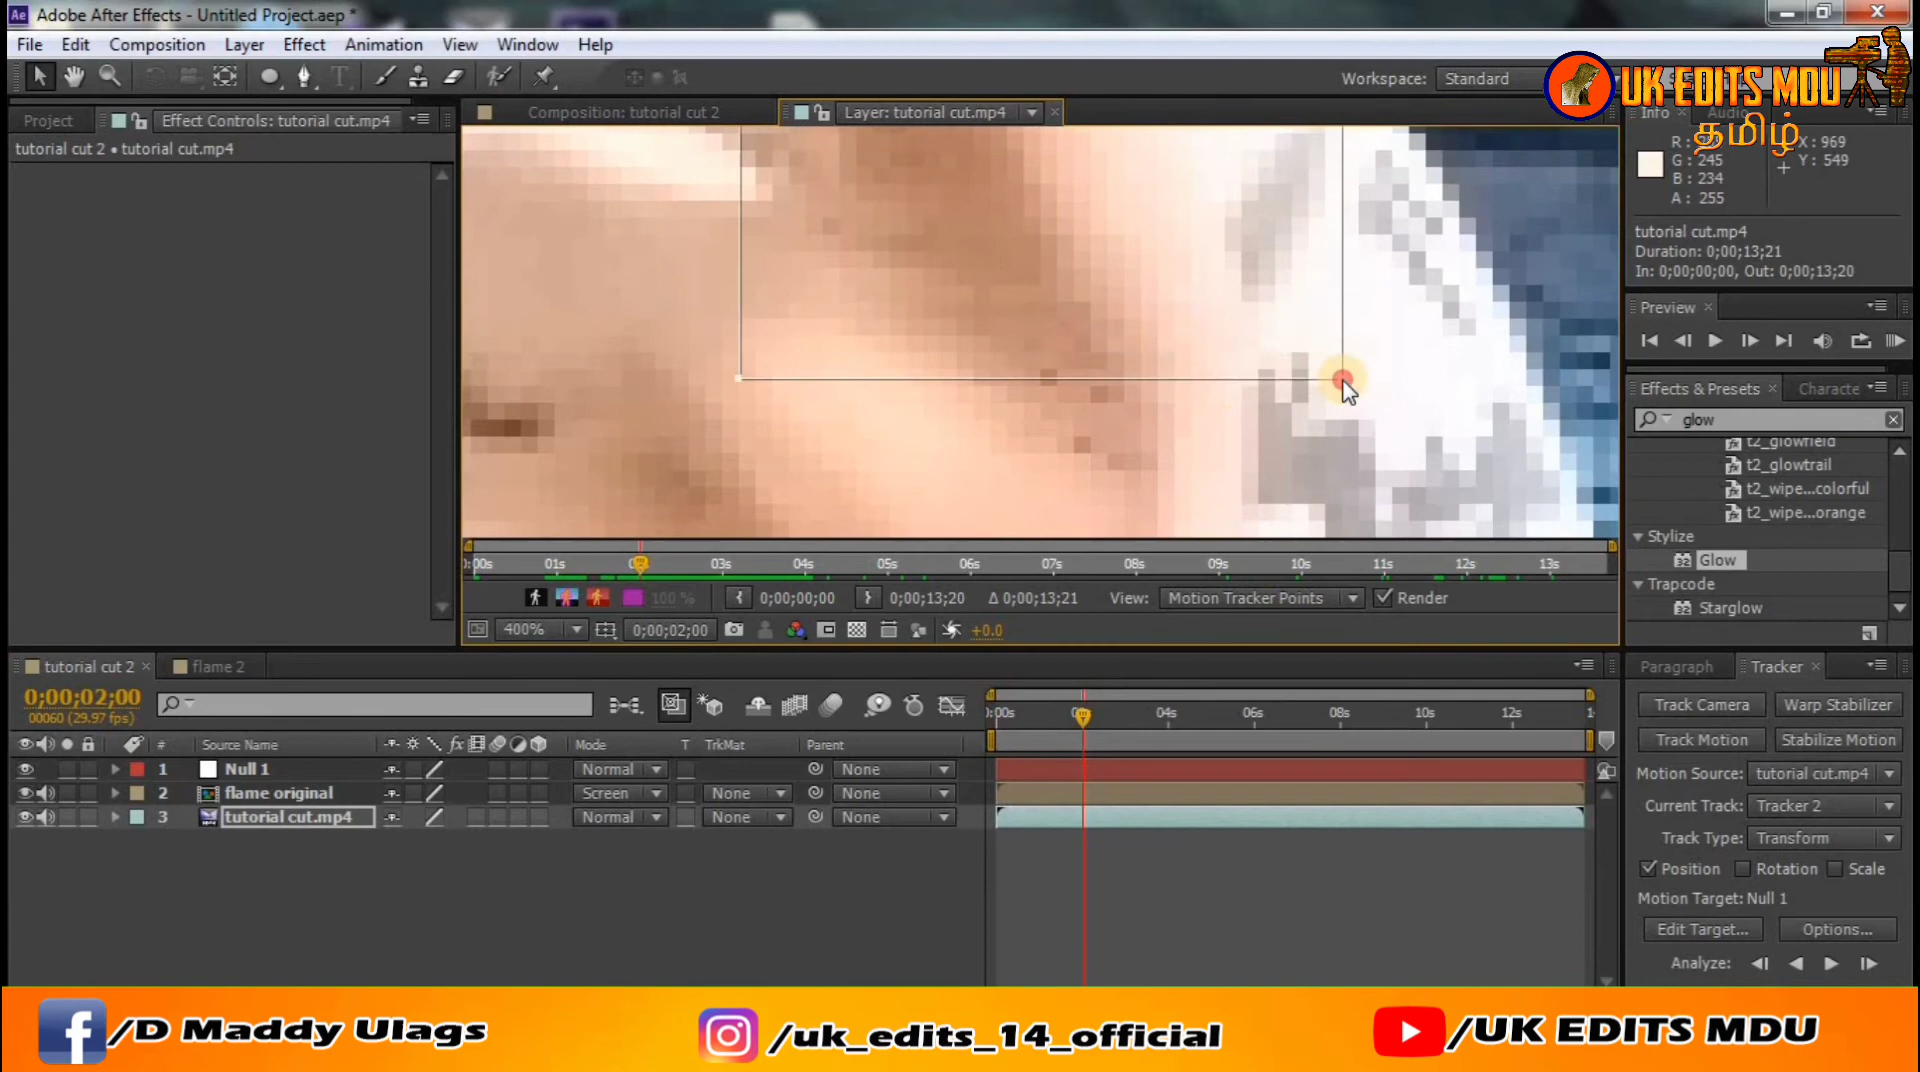 Ae Adobe After Effects - Untitled Project.aep *
File Edit Composition Layer Effect Animation View Window Help
Workspace: Standard
UK EDITS MDU
தமிழ்
Project Effect Controls: tutorial cut.mp4
Composition: tutorial cut 2
Layer: tutorial cut.mp4
Info Audio
tutorial cut 2 • tutorial cut.mp4
R :
G : 245
B : 234
A : 255
X : 969
Y : 549
tutorial cut.mp4
Duration: 0;00;13;21
In: 0;00;00;00, Out: 0;00;13;20
Preview
Effects & Presets Characte
glow
t2_glowfield
t2_glowtrail
t2_wipe...colorful
t2_wipe...orange
Stylize
Glow
Trapcode
Starglow
):00s 01s 03s 04s 05s 06s 07s 08s 09s 10s 11s 12s 13s
100 % 0;00;00;00 0;00;13;20 Δ 0;00;13;21 View: Motion Tracker Points Render
400% 0;00;02;00 +0.0
tutorial cut 2 flame 2
0;00;02;00
00060 (29.97 fps)
):00s 04s 06s 08s 10s 12s
# Source Name fx Mode T TrkMat Parent
1 Null 1 Normal None
2 flame original Screen None None
3 tutorial cut.mp4 Normal None None
Paragraph Tracker
Track Camera Warp Stabilizer
Track Motion Stabilize Motion
Motion Source: tutorial cut.mp4
Current Track: Tracker 2
Track Type: Transform
Position Rotation Scale
Motion Target: Null 1
Edit Target... Options...
Analyze:
/D Maddy Ulags
/uk_edits_14_official
/UK EDITS MDU